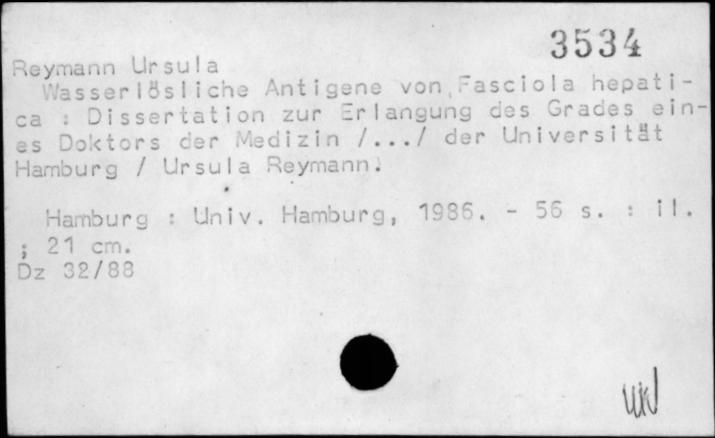 3534
Reymann Ursula
Wasserlösliche Antigene von Fasciola hepati-
ca : Dissertation zur Erlangung des Grades ein-
es Doktors der Medizin /.../ der Universität
Hamburg / Ursula Reymann.
Hamburg : Univ. Hamburg, 1986. - 56 s. : il.
; 21 cm.
Dz 32/88